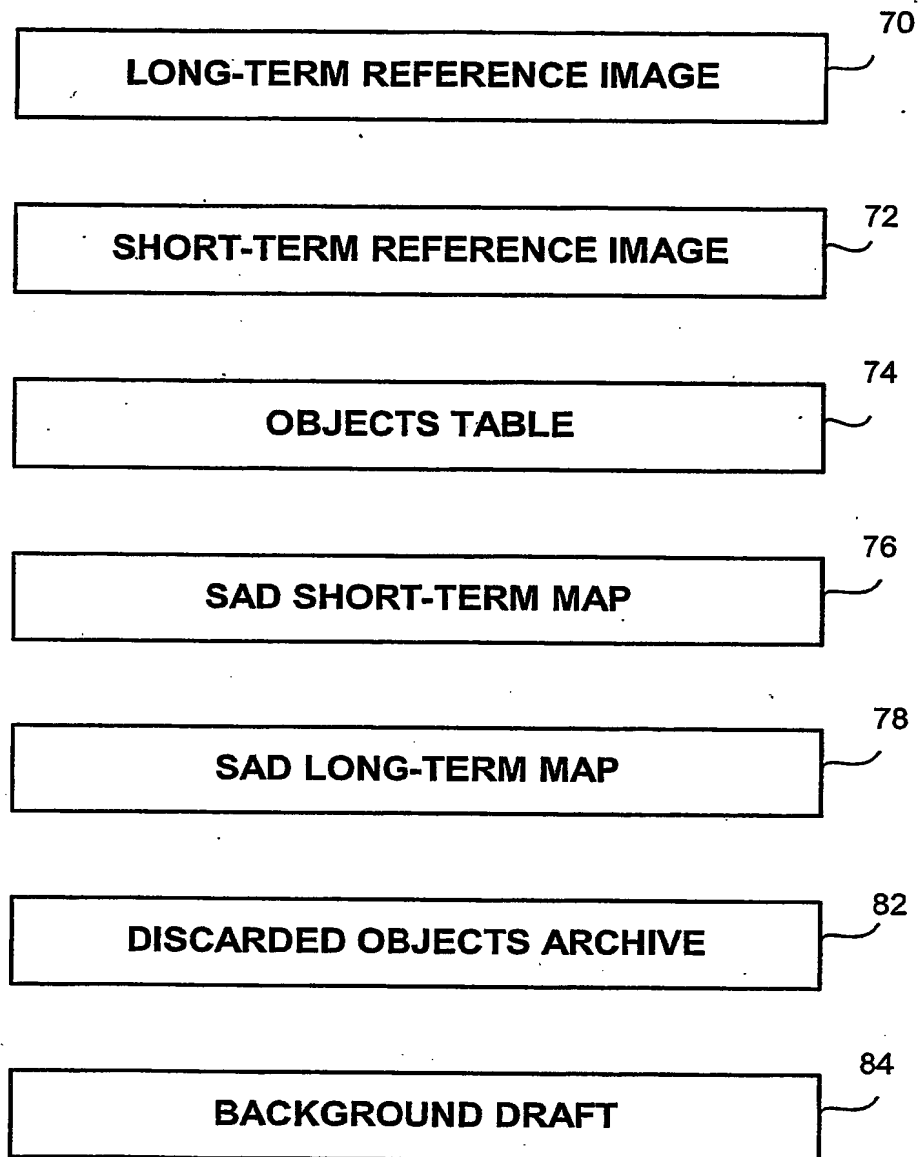 70
LONG-TERM REFERENCE IMAGE
72
SHORT-TERM REFERENCE IMAGE
74
OBJECTS TABLE
76
SAD SHORT-TERM MAP
78
SAD LONG-TERM MAP
82
DISCARDED OBJECTS ARCHIVE
84
BACKGROUND DRAFT